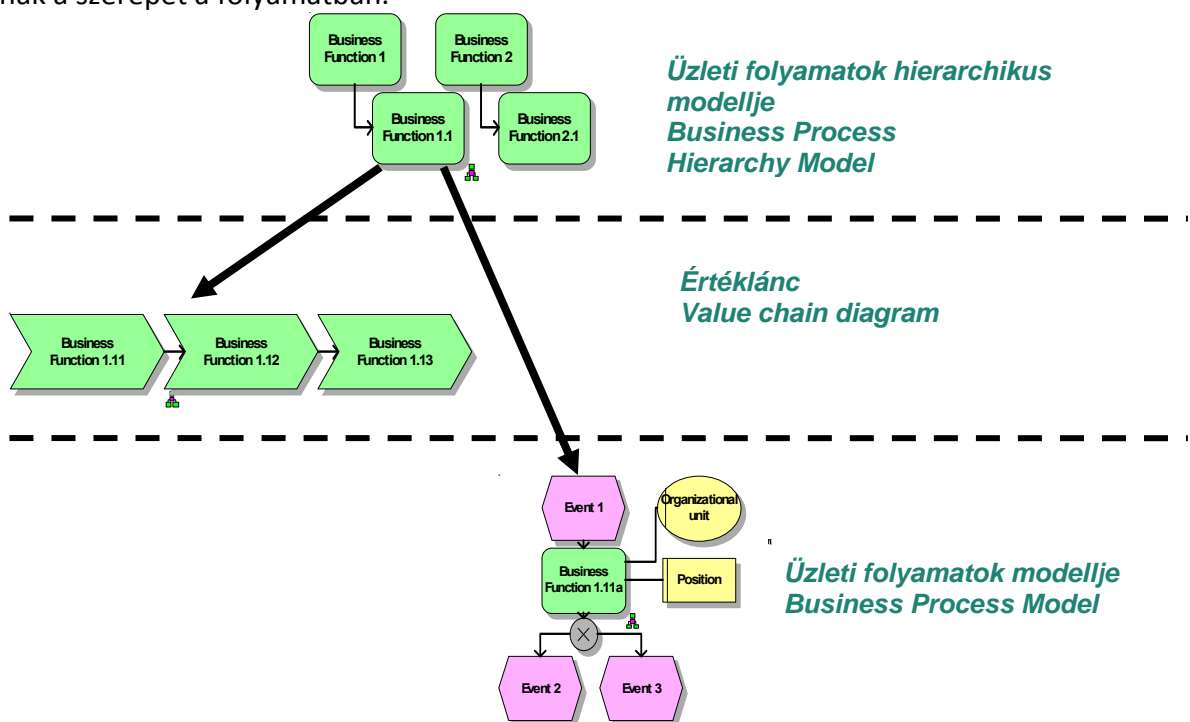 nak a szerepét a folyamatban.
Business
Function 1
Business
Function 2
Üzleti folyamatok hierarchikus
modellje
Business Process
Hierarchy Model
Business
Function 1.1
Business
Function 2.1
Értéklánc
Value chain diagram
Business
Function 1.11
Business
Function 1.12
Business
Function 1.13
Event 1
Organizational
unit
Business
Function 1.11a
Position
Üzleti folyamatok modellje
Business Process Model
Event 2
Event 3